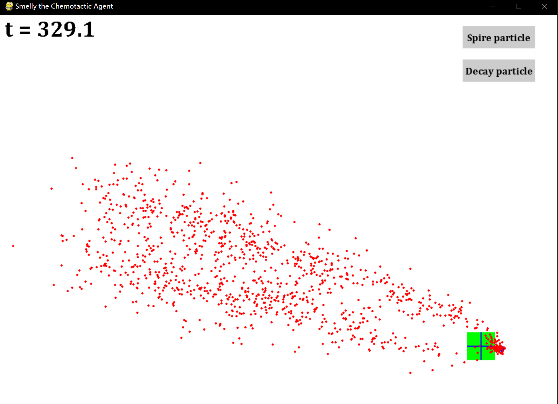 Smelly the Chemotactic Agent
t = 329.1
Spire particle
Decay particle